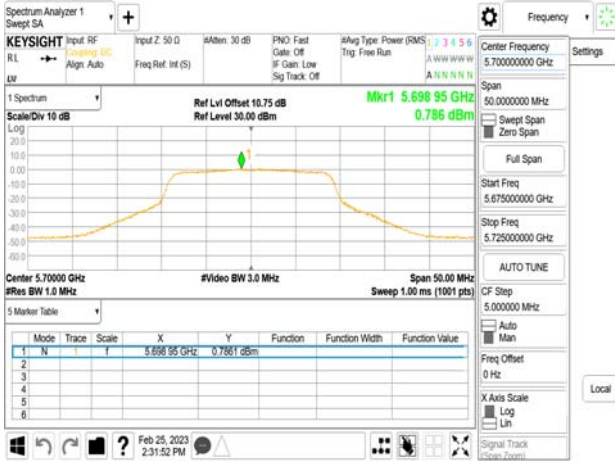 Spectrum Analyzer 1
Swept SA
Frequency
KEYSIGHT
RL
Input: RF
Coupling: DC
Align: Auto
Input Z: 50 Ω
Freq Ref: Int (S)
#Atten: 30 dB
PNO: Fast
Gate: Off
IF Gain: Low
Sig Track: Off
#Avg Type: Power (RMS
Trig: Free Run
1 2 3 4 5 6
A W W W W W
A N N N N N
1 Spectrum
Scale/Div 10 dB
Log
Ref Lvl Offset 10.75 dB
Ref Level 30.00 dBm
Mkr1 5.698 95 GHz
0.786 dBm
1
20.0
10.0
0.00
-10.0
-20.0
-30.0
-40.0
-50.0
-60.0
Center 5.70000 GHz
#Res BW 1.0 MHz
#Video BW 3.0 MHz
Span 50.00 MHz
Sweep 1.00 ms (1001 pts)
5 Marker Table
Mode Trace Scale X Y Function Function Width Function Value
1 N 1 f 5.698 95 GHz 0.7861 dBm
2
3
4
5
6
Feb 25, 2023
2:31:52 PM
Center Frequency
5.700000000 GHz
Settings
Span
50.0000000 MHz
Swept Span
Zero Span
Full Span
Start Freq
5.675000000 GHz
Stop Freq
5.725000000 GHz
AUTO TUNE
CF Step
5.000000 MHz
Auto
Man
Freq Offset
0 Hz
X Axis Scale
Log
Lin
Local
Signal Track
(Span Zoom)